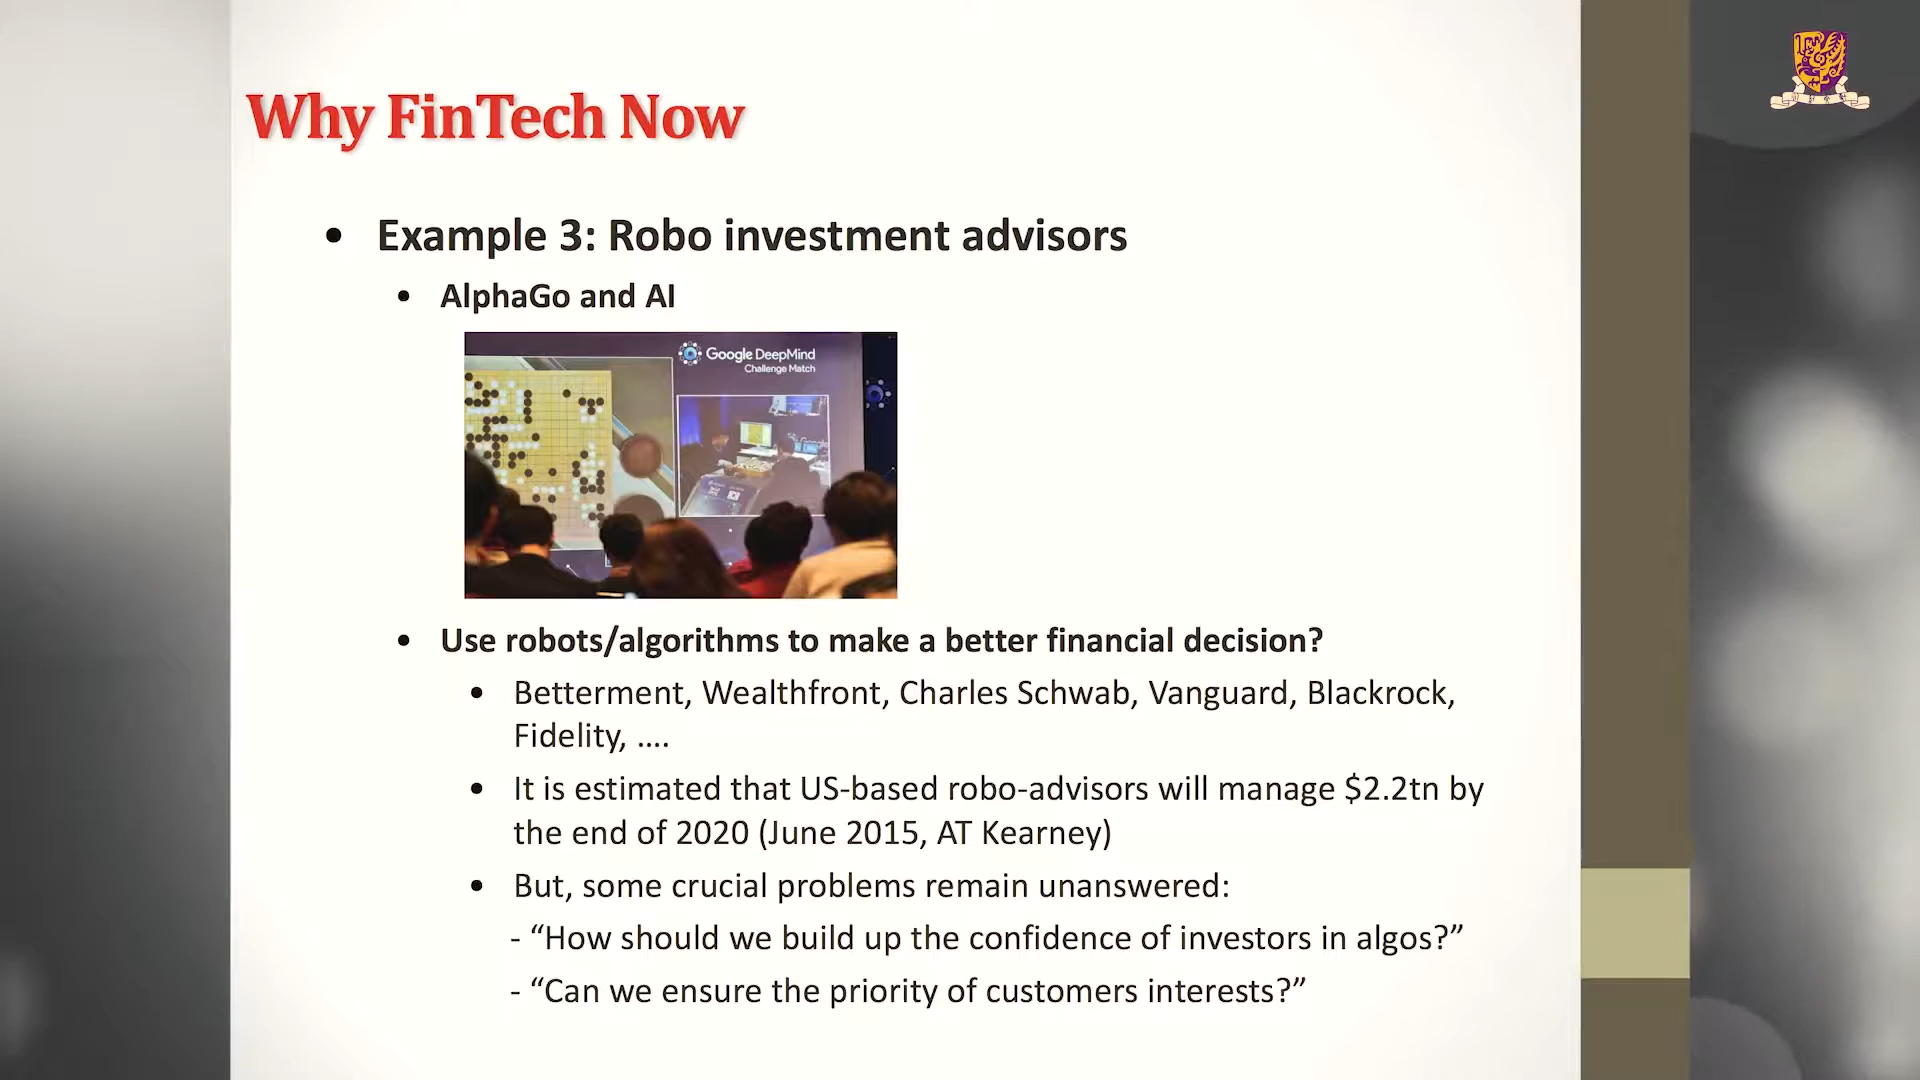 Why FinTech Now
• Example 3: Robo investment advisors
• AlphaGo and AI
Google DeepMind
Challenge Match
• Use robots/algorithms to make a better financial decision?
• Betterment, Wealthfront, Charles Schwab, Vanguard, Blackrock,
Fidelity, ....
• It is estimated that US-based robo-advisors will manage $2.2tn by
the end of 2020 (June 2015, AT Kearney)
• But, some crucial problems remain unanswered:
- “How should we build up the confidence of investors in algos?”
- “Can we ensure the priority of customers interests?”